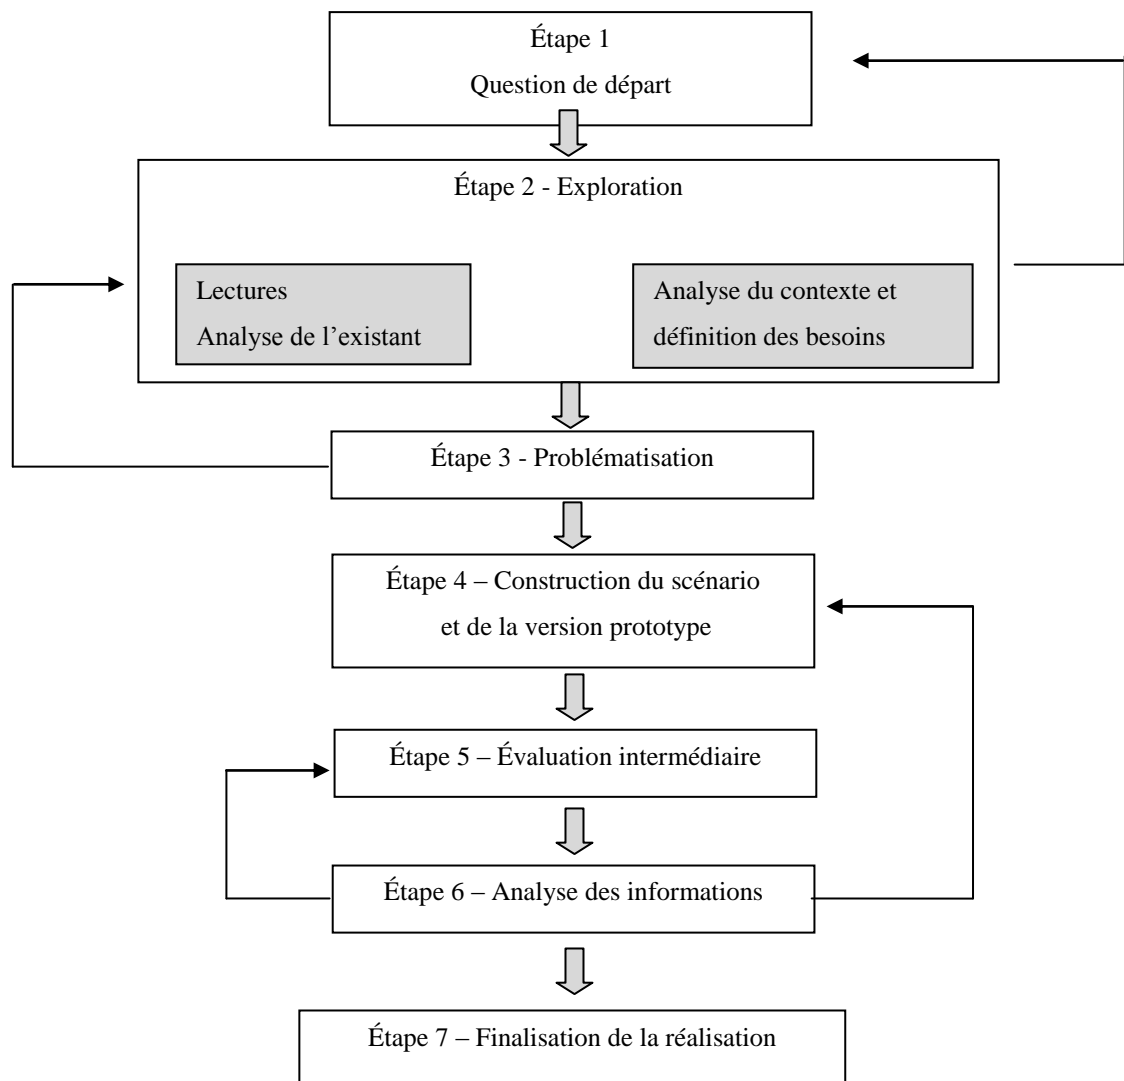 Étape 1
Question de départ
Étape 2 - Exploration
Lectures
Analyse de l’existant
Analyse du contexte et
définition des besoins
Étape 3 - Problématisation
Étape 4 – Construction du scénario
et de la version prototype
Étape 5 – Évaluation intermédiaire
Étape 6 – Analyse des informations
Étape 7 – Finalisation de la réalisation